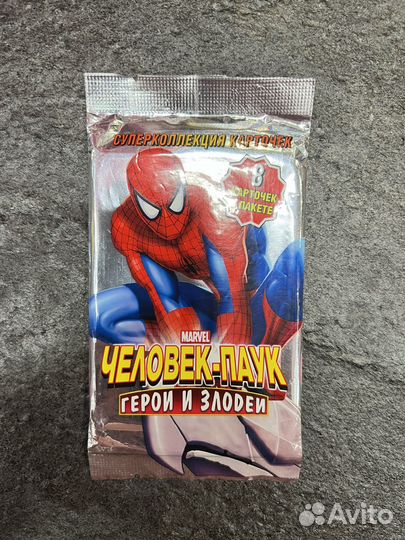 СУПЕРКОЛЛЕКЦИЯ КАРТОЧЕК
8
КАРТОЧЕК
ПАКЕТЕ
MARVEL
ЧЕЛОВЕК-ПАУК
ГЕРОИ И ЗЛОДЕИ
Avito